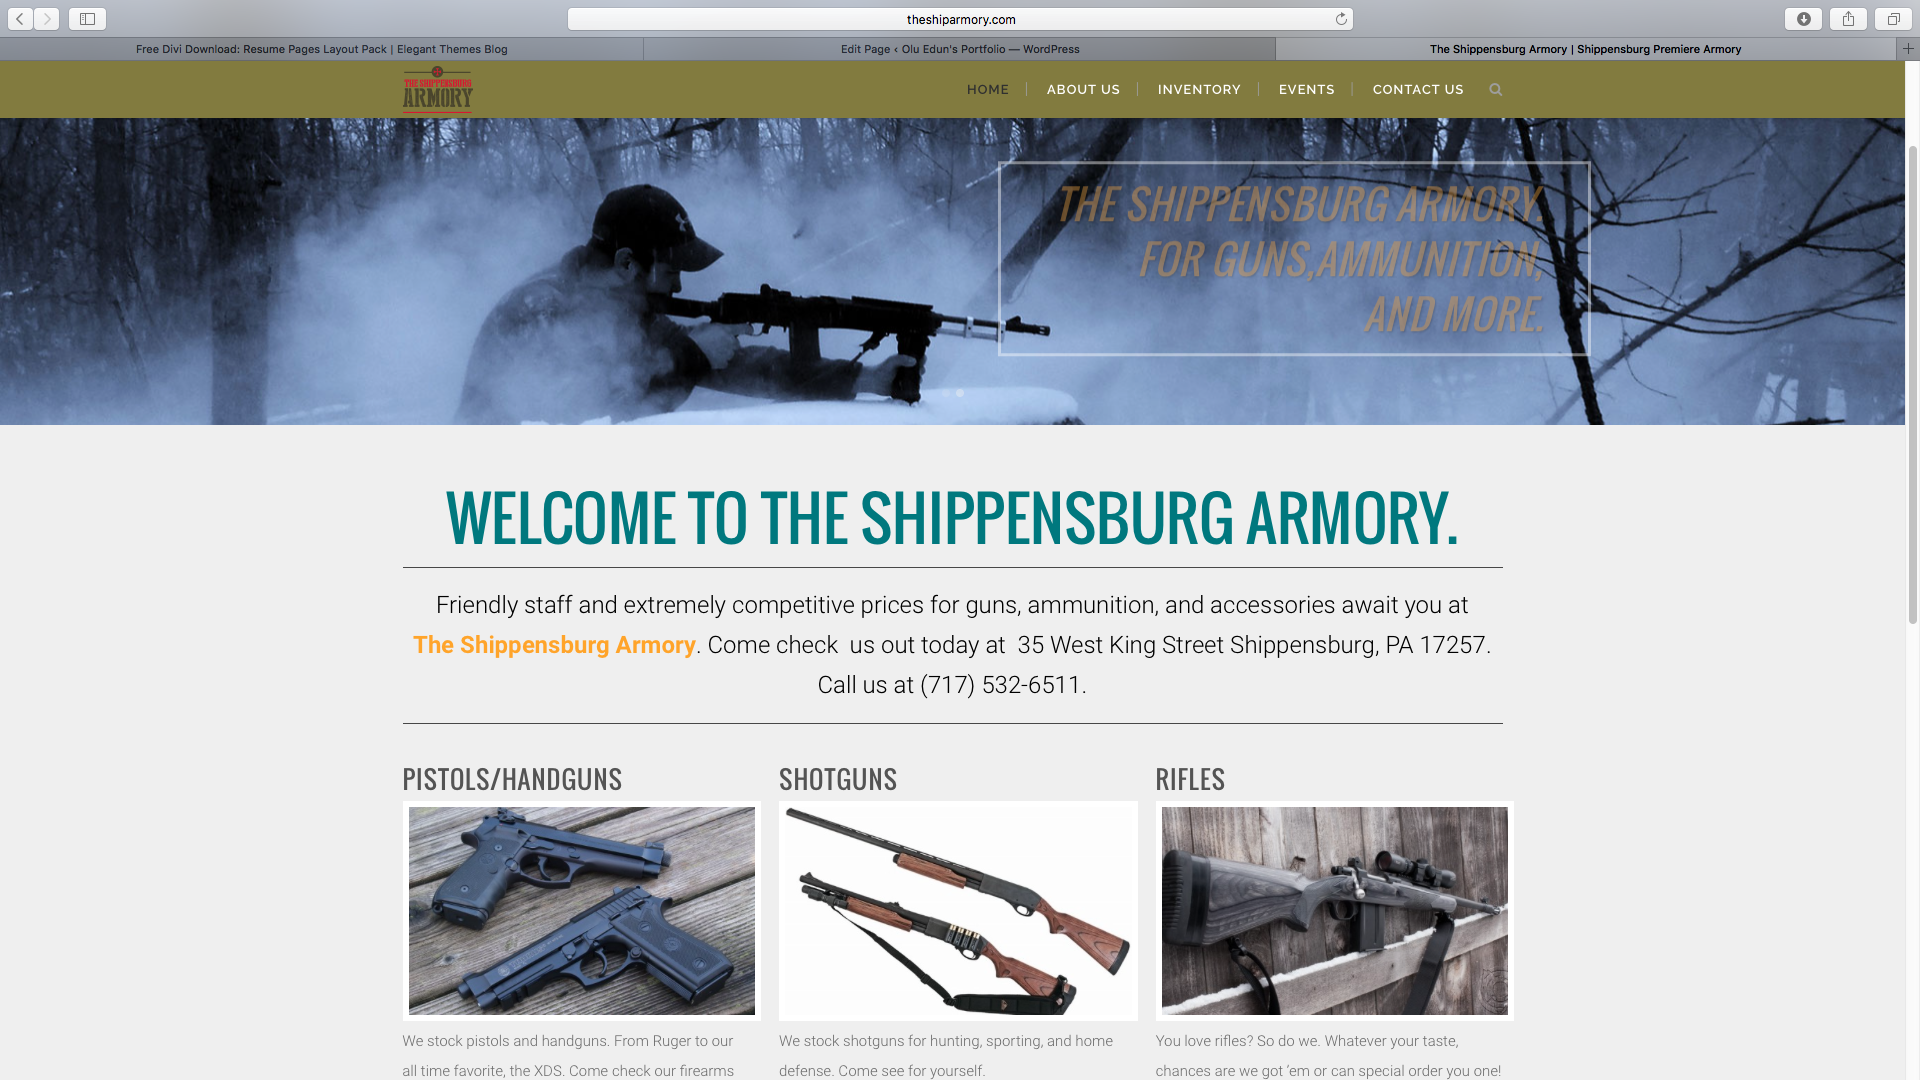 theshiparmory.com
Free Divi Download: Resume Pages Layout Pack | Elegant Themes Blog
Edit Page ‹ Olu Edun's Portfolio — WordPress
The Shippensburg Armory | Shippensburg Premiere Armory
THE SHIPPENSBURG
ARMORY
HOME
ABOUT US
INVENTORY
EVENTS
CONTACT US
THE SHIPPENSBURG ARMORY.
FOR GUNS,AMMUNITION,
AND MORE.
WELCOME TO THE SHIPPENSBURG ARMORY.
Friendly staff and extremely competitive prices for guns, ammunition, and accessories await you at
The Shippensburg Armory. Come check  us out today at  35 West King Street Shippensburg, PA 17257.
Call us at (717) 532-6511.
PISTOLS/HANDGUNS
SHOTGUNS
RIFLES
We stock pistols and handguns. From Ruger to our
all time favorite, the XDS. Come check our firearms
We stock shotguns for hunting, sporting, and home
defense. Come see for yourself.
You love rifles? So do we. Whatever your taste,
chances are we got ’em or can special order you one!